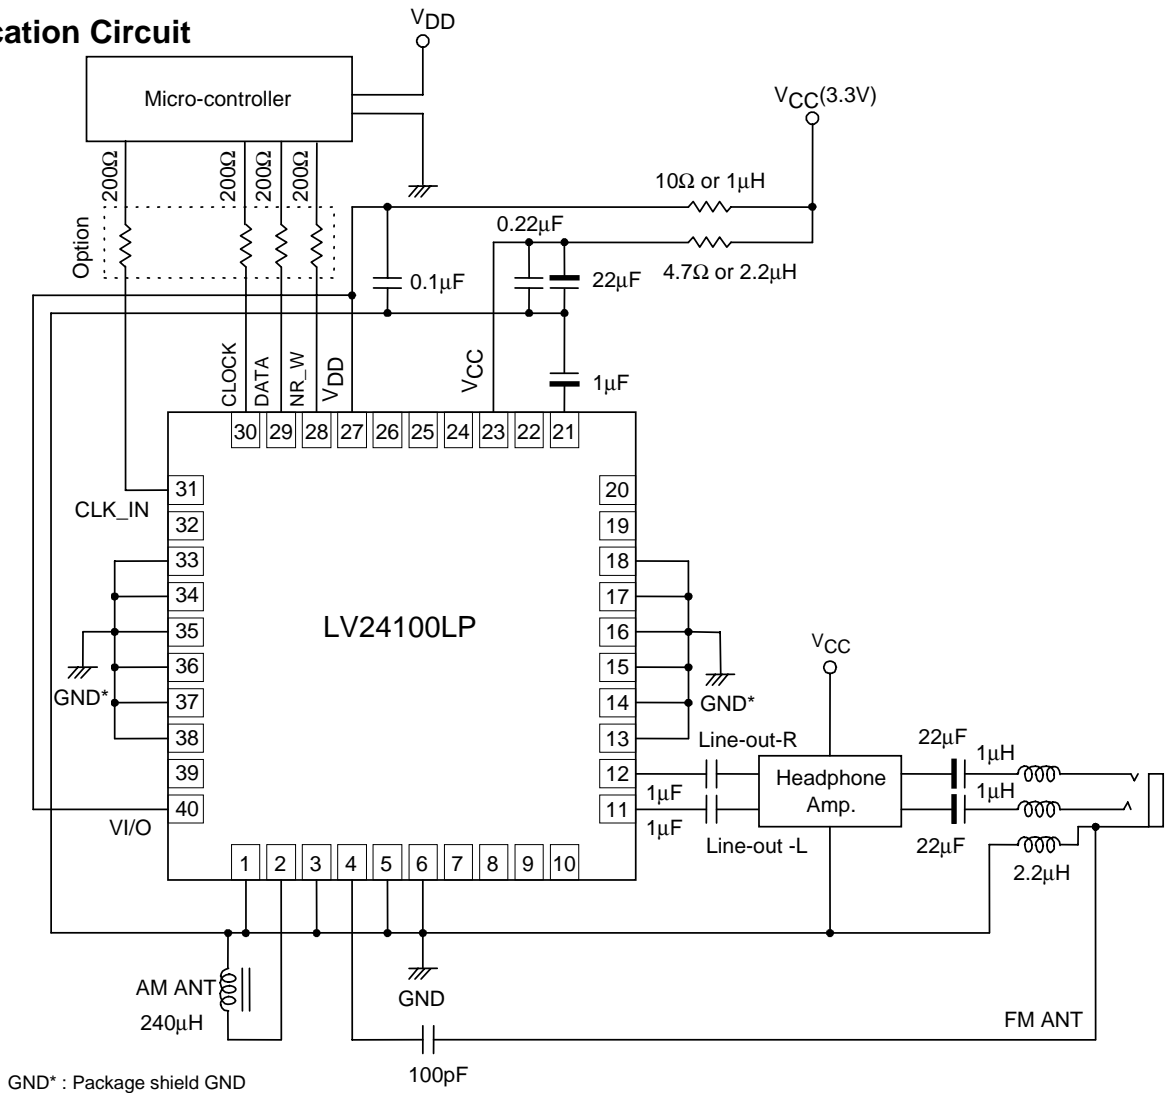 cation Circuit
VDD
Micro-controller
VCC(3.3V)
200Ω
200Ω
200Ω
200Ω
Option
10Ω or 1μH
0.22μF
4.7Ω or 2.2μH
0.1μF
22μF
CLOCK
DATA
NR_W
VDD
VCC
1μF
30 29 28 27 26 25 24 23 22 21
31
CLK_IN
32
33
34
35
36
37
38
39
40
GND*
VI/O
LV24100LP
20
19
18
17
16
15
14
13
12
11
GND*
VCC
Line-out-R
1μF
1μF
Line-out -L
Headphone
Amp.
22μF
1μH
1μH
22μF
2.2μH
1 2 3 4 5 6 7 8 9 10
AM ANT
240μH
GND
FM ANT
100pF
GND* : Package shield GND